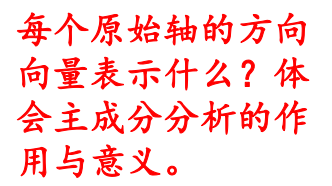 每个原始轴的方向
向量表示什么？体
会主成分分析的作
用与意义。